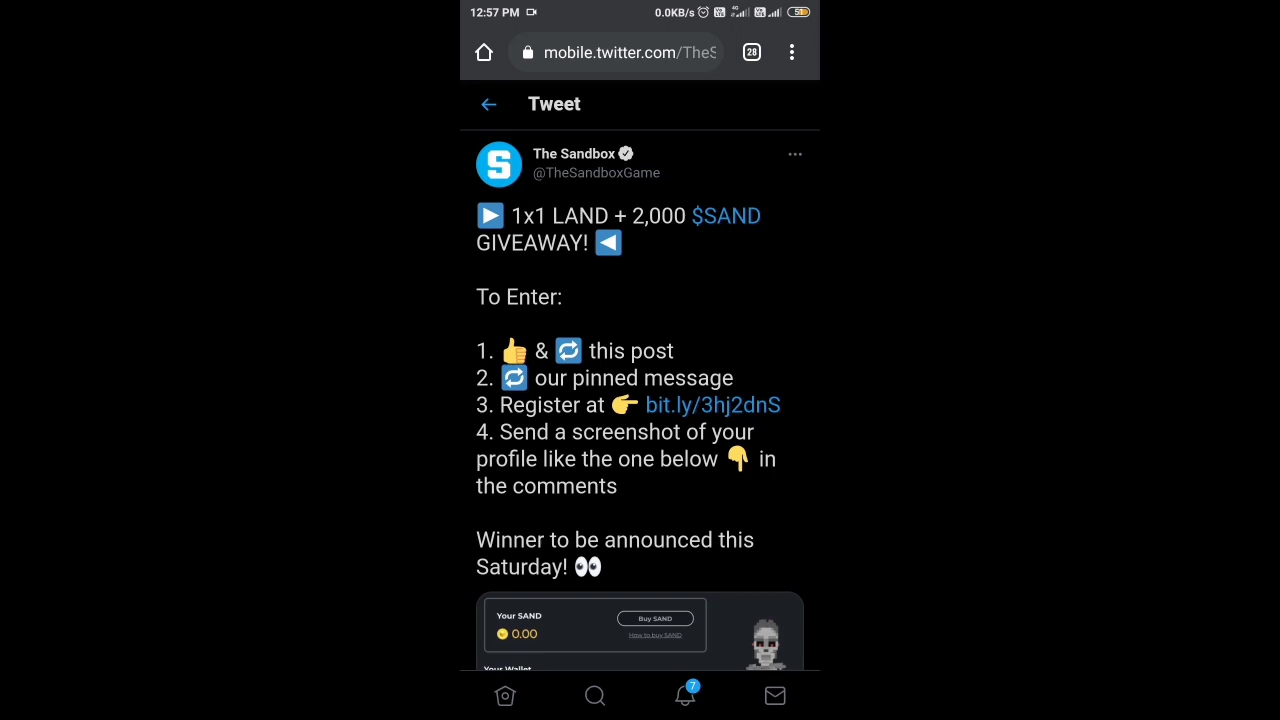 12:57 PM 0.0KB/s 4G 51
mobile.twitter.com/TheS 28
Tweet
The Sandbox
@TheSandboxGame
▶️ 1x1 LAND + 2,000 $SAND
GIVEAWAY! ◀️
To Enter:
1. 👍 & 🔁 this post
2. 🔁 our pinned message
3. Register at 👉 bit.ly/3hj2dnS
4. Send a screenshot of your
profile like the one below 👇 in
the comments
Winner to be announced this
Saturday! 👀
Your SAND
Buy SAND
0.00
How to buy SAND
Your Wallet
7